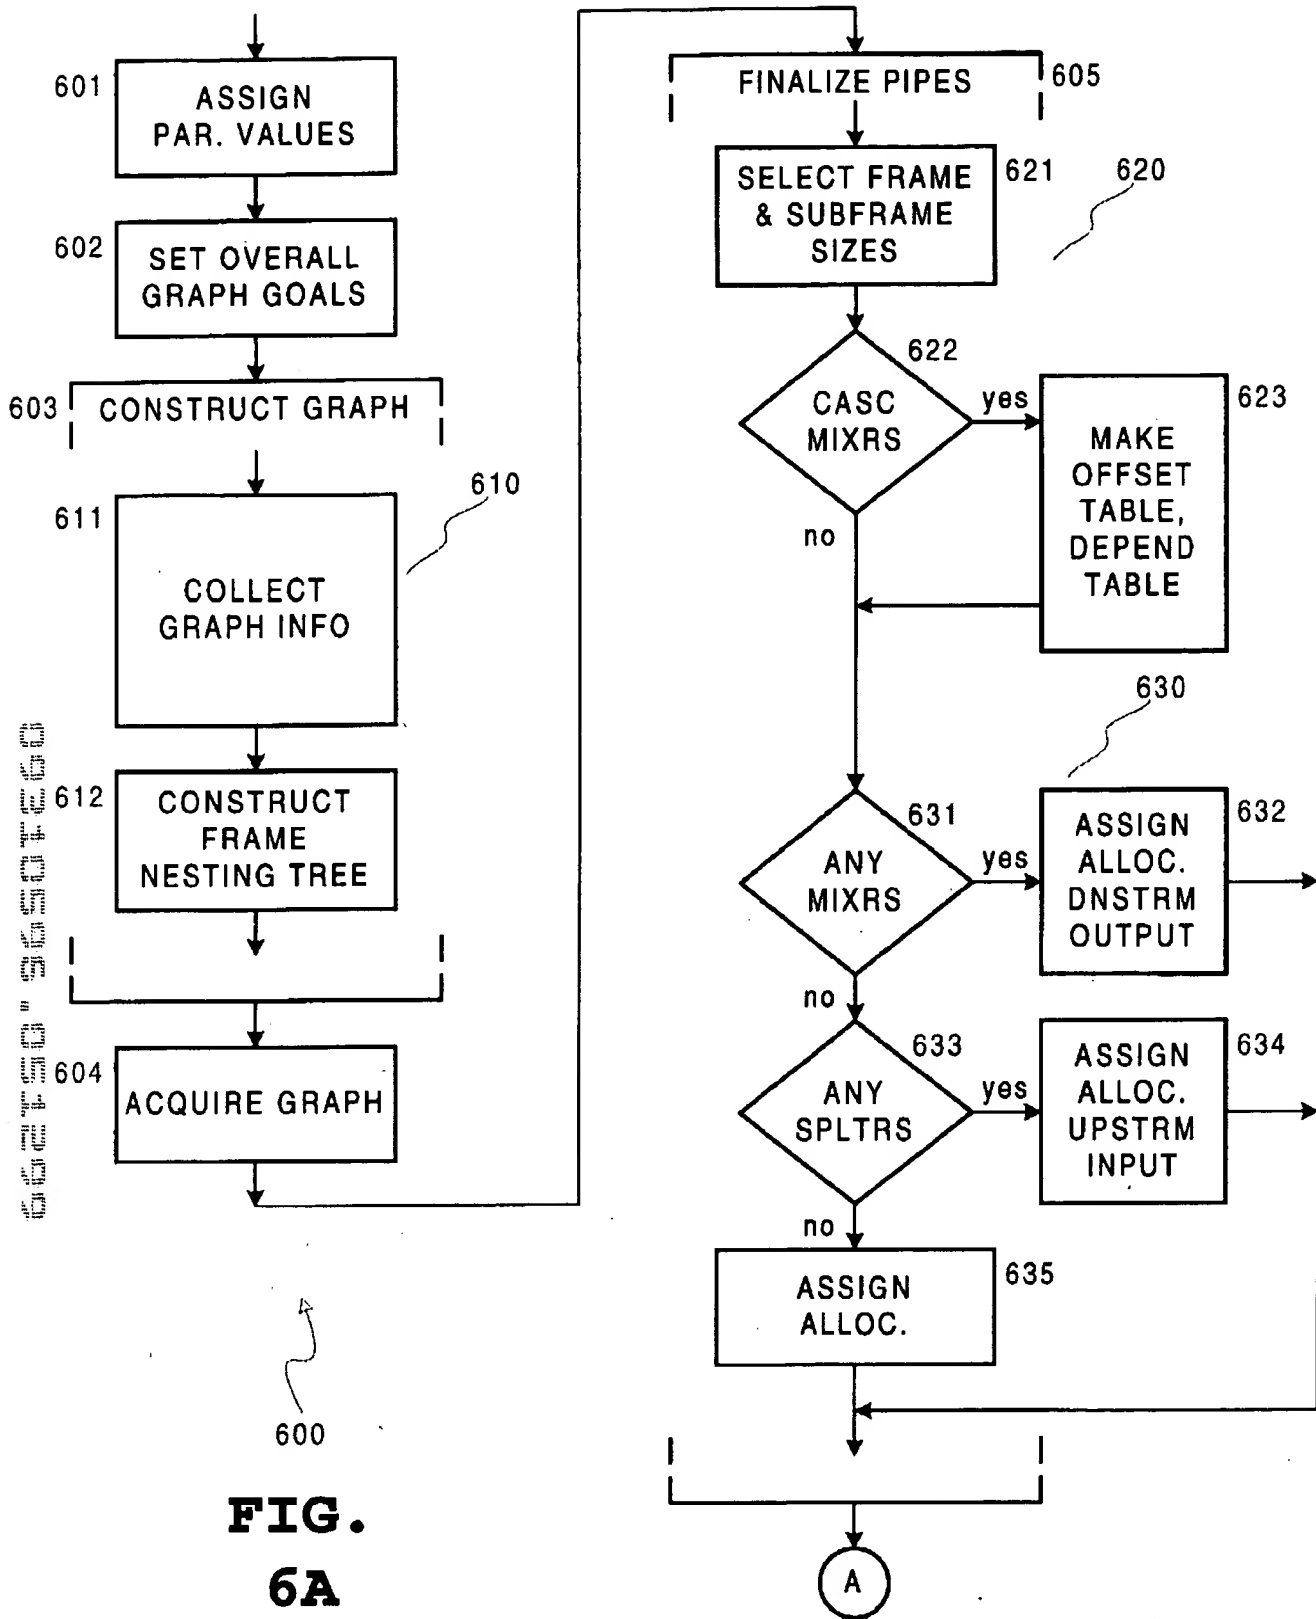 601
ASSIGN
PAR. VALUES
602
SET OVERALL
GRAPH GOALS
603
CONSTRUCT GRAPH
610
611
COLLECT
GRAPH INFO
612
CONSTRUCT
FRAME
NESTING TREE
604
ACQUIRE GRAPH
600
FIG.
6A
FINALIZE PIPES
605
SELECT FRAME
& SUBFRAME
SIZES
621
620
622
CASC
MIXRS
yes
no
623
MAKE
OFFSET
TABLE,
DEPEND
TABLE
630
631
ANY
MIXRS
yes
no
632
ASSIGN
ALLOC.
DNSTRM
OUTPUT
633
ANY
SPLTRS
yes
no
634
ASSIGN
ALLOC.
UPSTRM
INPUT
635
ASSIGN
ALLOC.
A